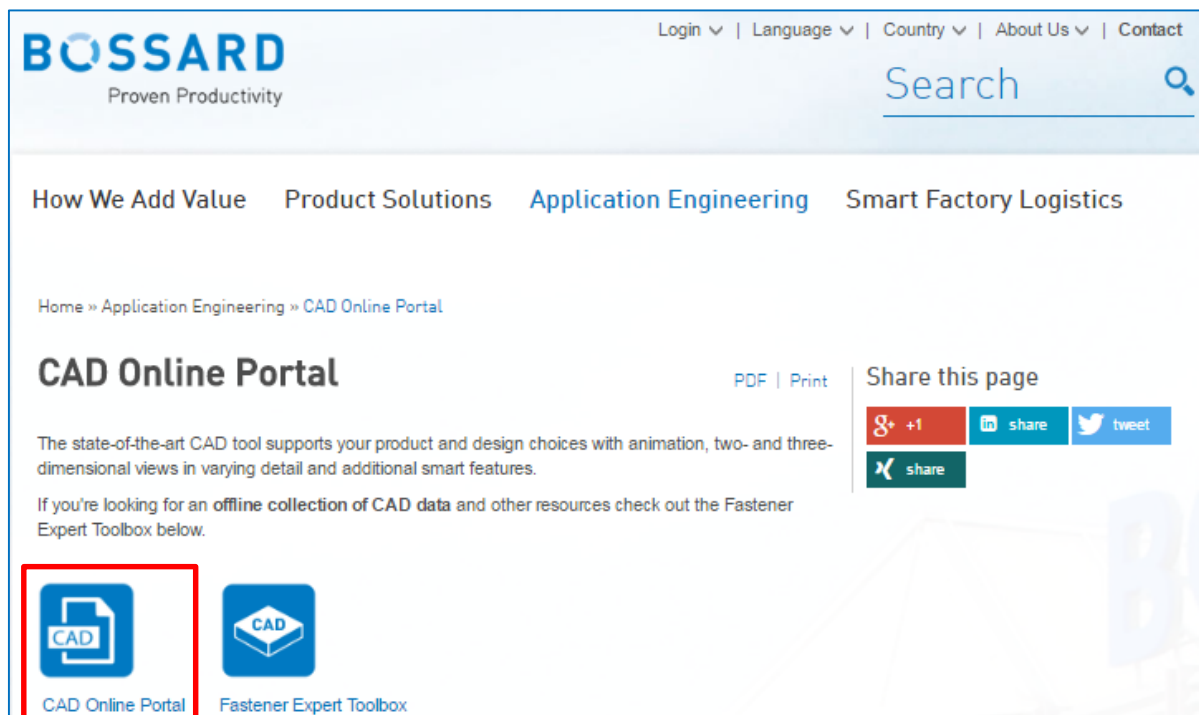 Login | Language | Country | About Us | Contact
BOSSARD
Proven Productivity
Search
How We Add Value Product Solutions Application Engineering Smart Factory Logistics
Home » Application Engineering » CAD Online Portal
CAD Online Portal
PDF | Print
Share this page
g+ +1 in share tweet
share
The state-of-the-art CAD tool supports your product and design choices with animation, two- and three-
dimensional views in varying detail and additional smart features.
If you're looking for an offline collection of CAD data and other resources check out the Fastener
Expert Toolbox below.
CAD CAD
CAD Online Portal Fastener Expert Toolbox